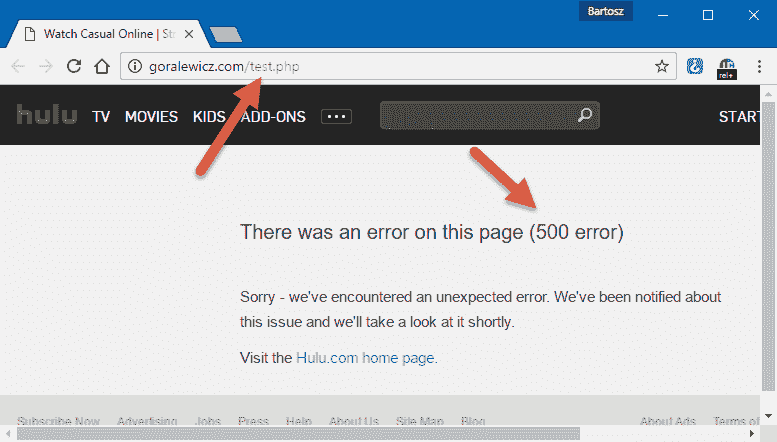 Bartosz
Watch Casual Online | St
goralewicz.com/test.php
rel+
hulu TV MOVIES KIDS ADD-ONS START
There was an error on this page (500 error)
Sorry - we've encountered an unexpected error. We've been notified about
this issue and we'll take a look at it shortly.
Visit the Hulu.com home page.
Subscribe Now Advertising Jobs Press Help About Us Site Map Blog About Ads Terms of